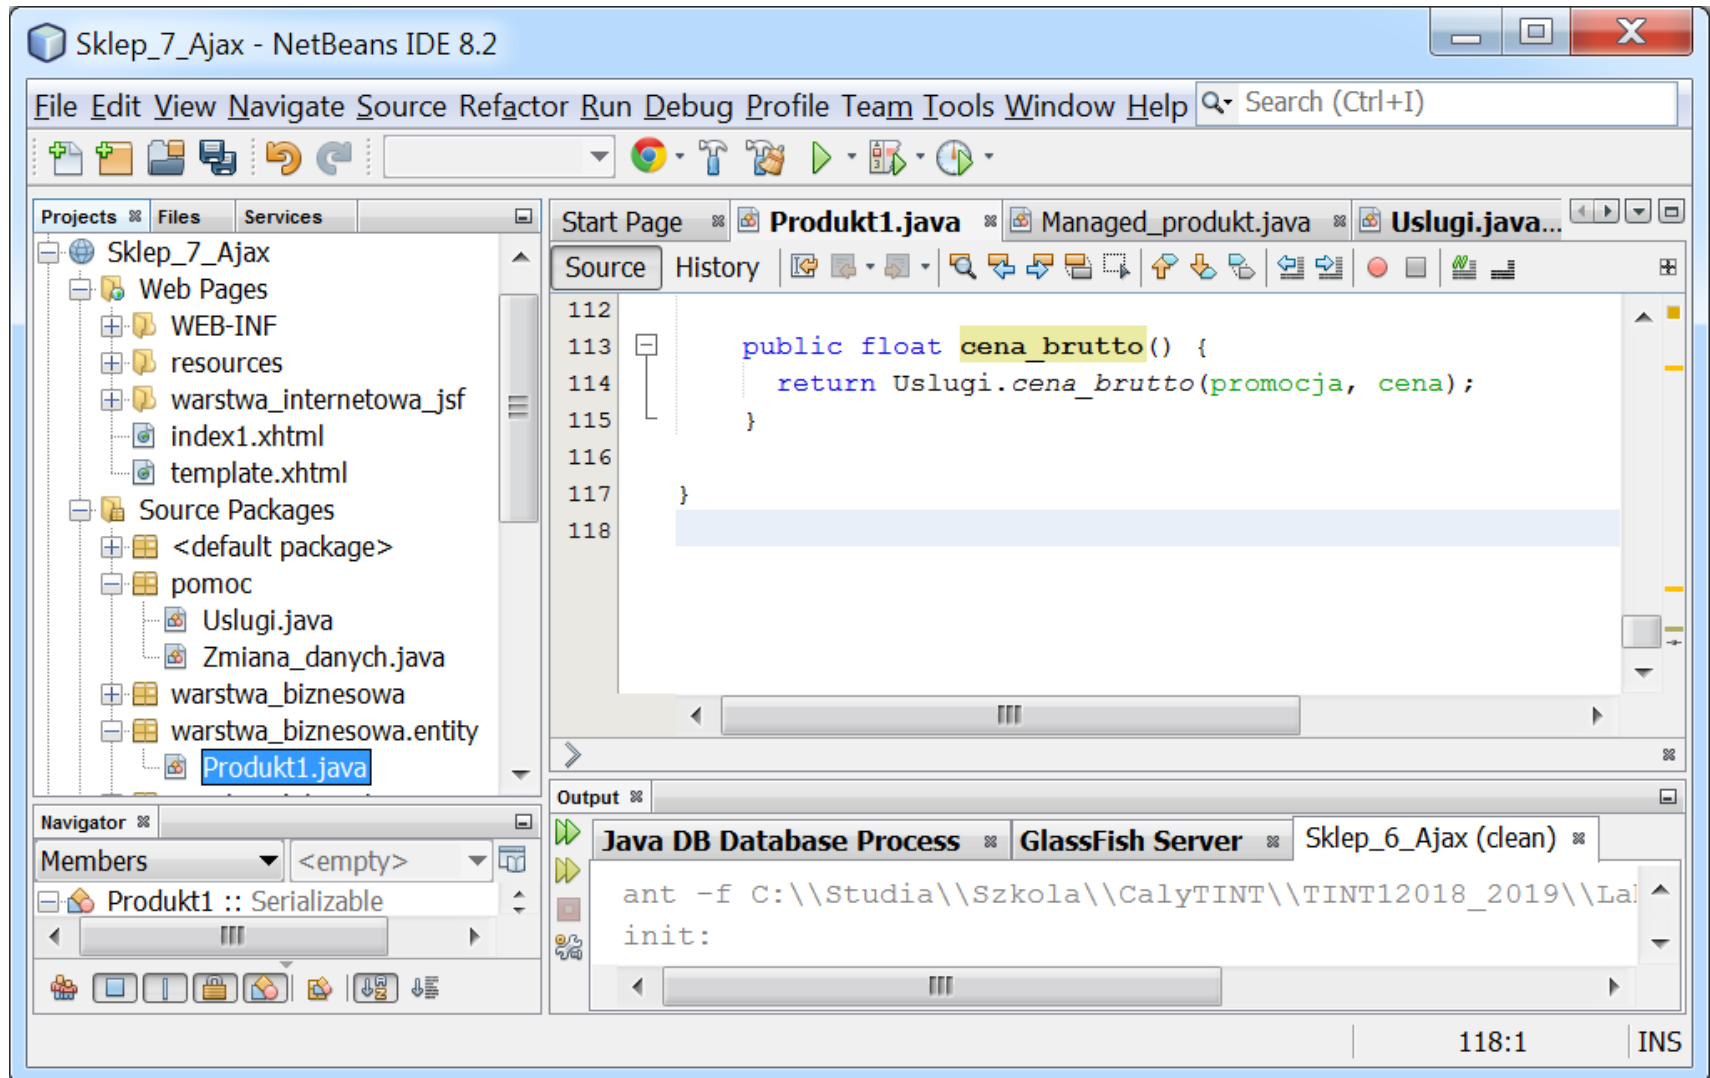 Sklep_7_Ajax - NetBeans IDE 8.2
File Edit View Navigate Source Refactor Run Debug Profile Team Tools Window Help Search (Ctrl+I)
Projects Files Services
Sklep_7_Ajax
Web Pages
WEB-INF
resources
warstwa_internetowa_jsf
index1.xhtml
template.xhtml
Source Packages
<default package>
pomoc
Uslugi.java
Zmiana_danych.java
warstwa_biznesowa
warstwa_biznesowa.entity
Produkt1.java
Navigator
Members <empty>
Produkt1 :: Serializable
Start Page Produkt1.java Managed_produkt.java Uslugi.java...
Source History
112
113 public float cena_brutto() {
114 return Uslugi.cena_brutto(promocja, cena);
115 }
116
117 }
118
Output
Java DB Database Process GlassFish Server Sklep_6_Ajax (clean)
ant -f C:\\Studia\\Szkola\\CalyTINT\\TINT12018_2019\\La
init:
118:1 INS